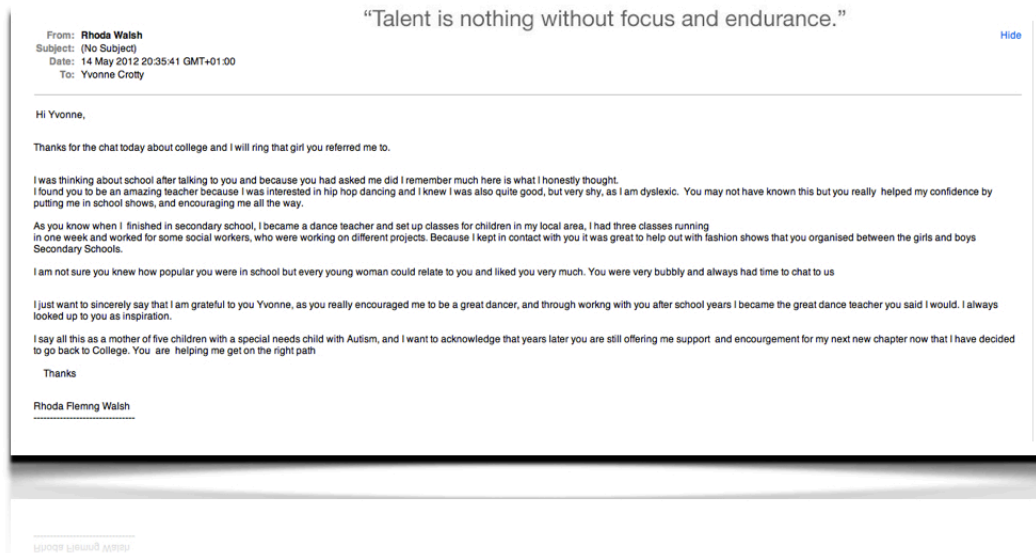 “Talent is nothing without focus and endurance.”
From: Rhoda Walsh
Hide
Subject: (No Subject)
Date: 14 May 2012 20:35:41 GMT+01:00
To: Yvonne Crotty
Hi Yvonne,
Thanks for the chat today about college and I will ring that girl you referred me to.
I was thinking about school after talking to you and because you had asked me did I remember much here is what I honestly thought.
I found you to be an amazing teacher because I was interested in hip hop dancing and I knew I was also quite good, but very shy, as I am dyslexic. You may not have known this but you really helped my confidence by
putting me in school shows, and encouraging me all the way.
As you know when I finished in secondary school, I became a dance teacher and set up classes for children in my local area, I had three classes running
in one week and worked for some social workers, who were working on different projects. Because I kept in contact with you it was great to help out with fashion shows that you organised between the girls and boys
Secondary Schools.
I am not sure you knew how popular you were in school but every young woman could relate to you and liked you very much. You were very bubbly and always had time to chat to us
I just want to sincerely say that I am grateful to you Yvonne, as you really encouraged me to be a great dancer, and through workng with you after school years I became the great dance teacher you said I would. I always
looked up to you as inspiration.
I say all this as a mother of five children with a special needs child with Autism, and I want to acknowledge that years later you are still offering me support and encourgement for my next new chapter now that I have decided
to go back to College. You are helping me get on the right path
Thanks
Rhoda Flemng Walsh
-------------------------------
Rhoda Flemng Walsh